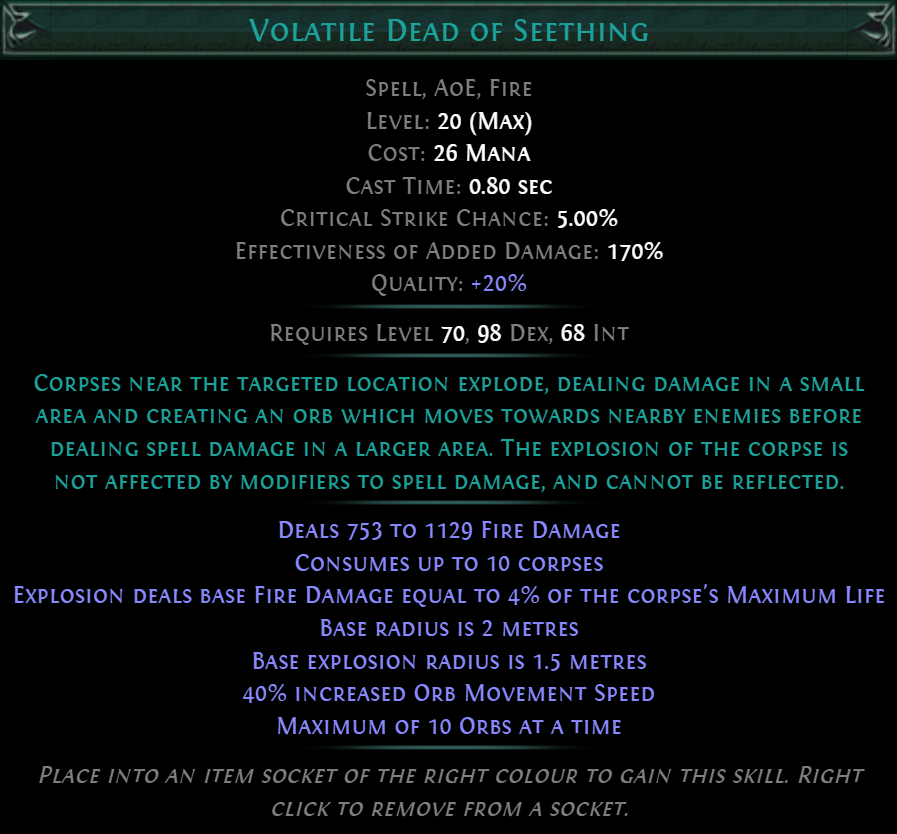 Volatile Dead of Seething
Spell, AoE, Fire
Level: 20 (Max)
Cost: 26 Mana
Cast Time: 0.80 sec
Critical Strike Chance: 5.00%
Effectiveness of Added Damage: 170%
Quality: +20%
Requires Level 70, 98 Dex, 68 Int
Corpses near the targeted location explode, dealing damage in a small
area and creating an orb which moves towards nearby enemies before
dealing spell damage in a larger area. The explosion of the corpse is
not affected by modifiers to spell damage, and cannot be reflected.
Deals 753 to 1129 Fire Damage
Consumes up to 10 corpses
Explosion deals base Fire Damage equal to 4% of the corpse's Maximum Life
Base radius is 2 metres
Base explosion radius is 1.5 metres
40% increased Orb Movement Speed
Maximum of 10 Orbs at a time
Place into an item socket of the right colour to gain this skill. Right
click to remove from a socket.